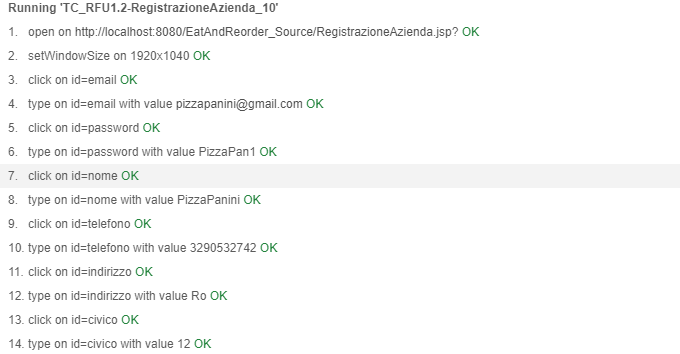 Running 'TC_RFU1.2-RegistrazioneAzienda_10'
1. open on http://localhost:8080/EatAndReorder_Source/RegistrazioneAzienda.jsp? OK
2. setWindowSize on 1920x1040 OK
3. click on id=email OK
4. type on id=email with value pizzapanini@gmail.com OK
5. click on id=password OK
6. type on id=password with value PizzaPan1 OK
7. click on id=nome OK
8. type on id=nome with value PizzaPanini OK
9. click on id=telefono OK
10. type on id=telefono with value 3290532742 OK
11. click on id=indirizzo OK
12. type on id=indirizzo with value Ro OK
13. click on id=civico OK
14. type on id=civico with value 12 OK